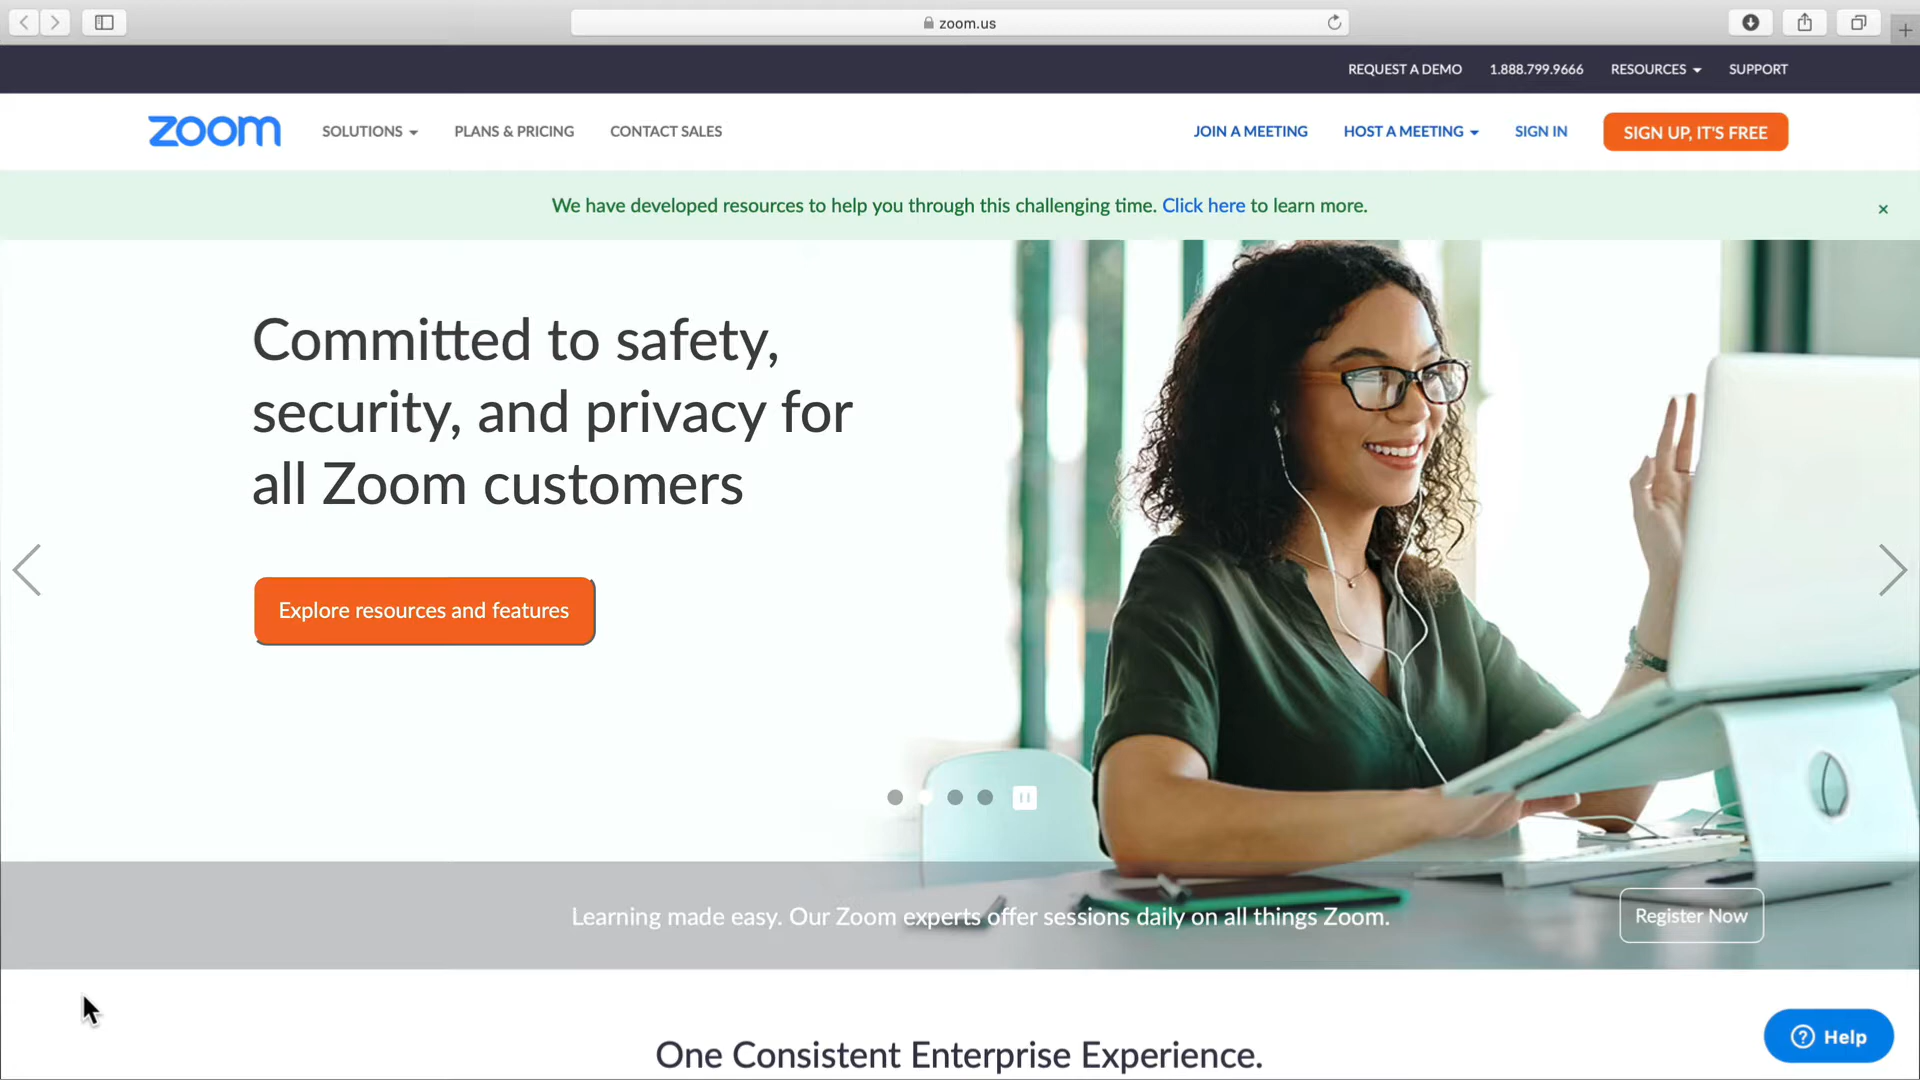 zoom.us
REQUEST A DEMO 1.888.799.9666 RESOURCES SUPPORT
zoom SOLUTIONS PLANS & PRICING CONTACT SALES JOIN A MEETING HOST A MEETING SIGN IN SIGN UP, IT'S FREE
We have developed resources to help you through this challenging time. Click here to learn more.
Committed to safety,
security, and privacy for
all Zoom customers
Explore resources and features
Learning made easy. Our Zoom experts offer sessions daily on all things Zoom. Register Now
One Consistent Enterprise Experience.
Help